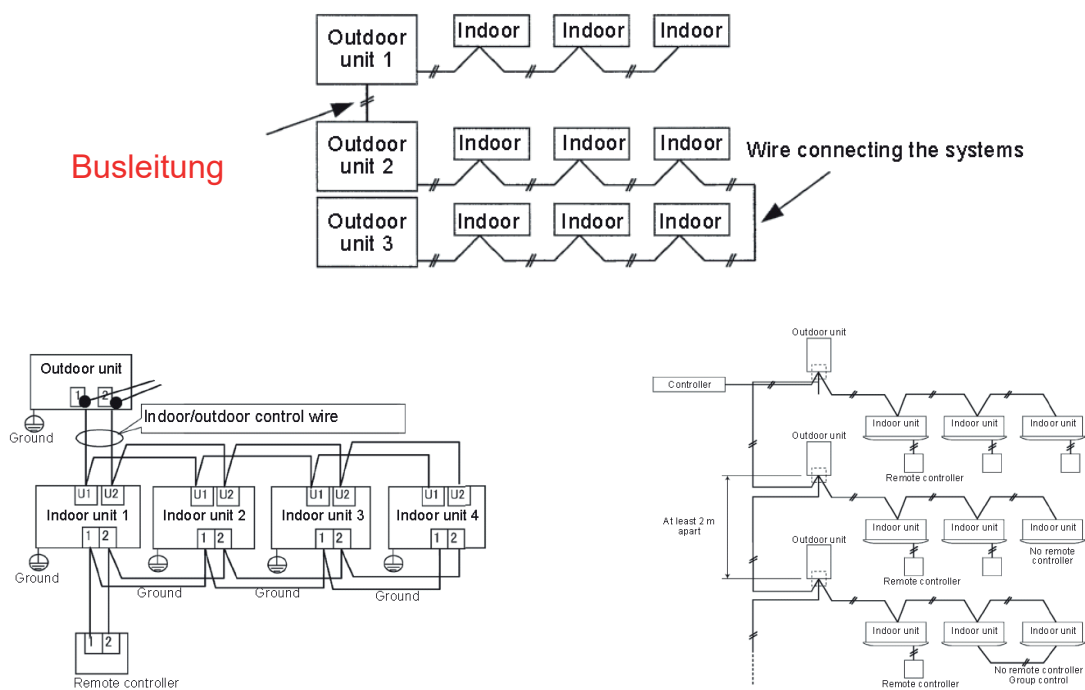 Outdoor
unit 1
Indoor
Indoor
Indoor
Busleitung
Outdoor
unit 2
Indoor
Indoor
Indoor
Wire connecting the systems
Outdoor
unit 3
Indoor
Indoor
Indoor
Outdoor unit
1
2
Ground
Indoor/outdoor control wire
U1 U2
Indoor unit 1
1 2
Ground
U1 U2
Indoor unit 2
1 2
Ground
U1 U2
Indoor unit 3
1 2
Ground
U1 U2
Indoor unit 4
1 2
Ground
1 2
Remote controller
Outdoor unit
Controller
Indoor unit
Indoor unit
Indoor unit
Remote controller
Outdoor unit
At least 2 m
apart
Indoor unit
Indoor unit
Indoor unit
Remote controller
No remote
controller
Outdoor unit
Indoor unit
Indoor unit
Indoor unit
Remote controller
No remote controller
Group control